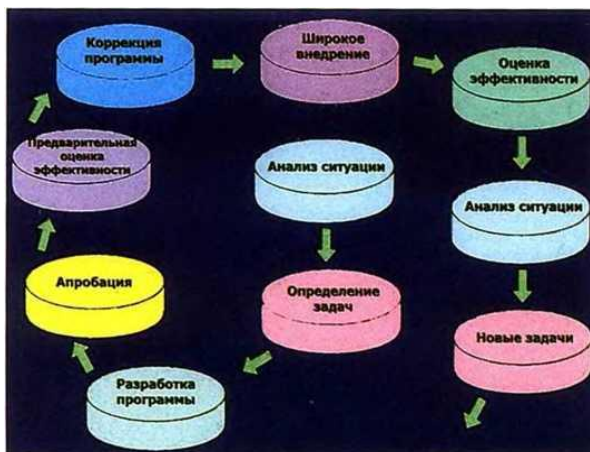 Коррекция
программы
Широкое
внедрение
Оценка
эффективности
Предварительная
оценка
эффективности
Анализ ситуации
Анализ ситуации
Апробация
Определение
задач
Новые задачи
Разработка
программы